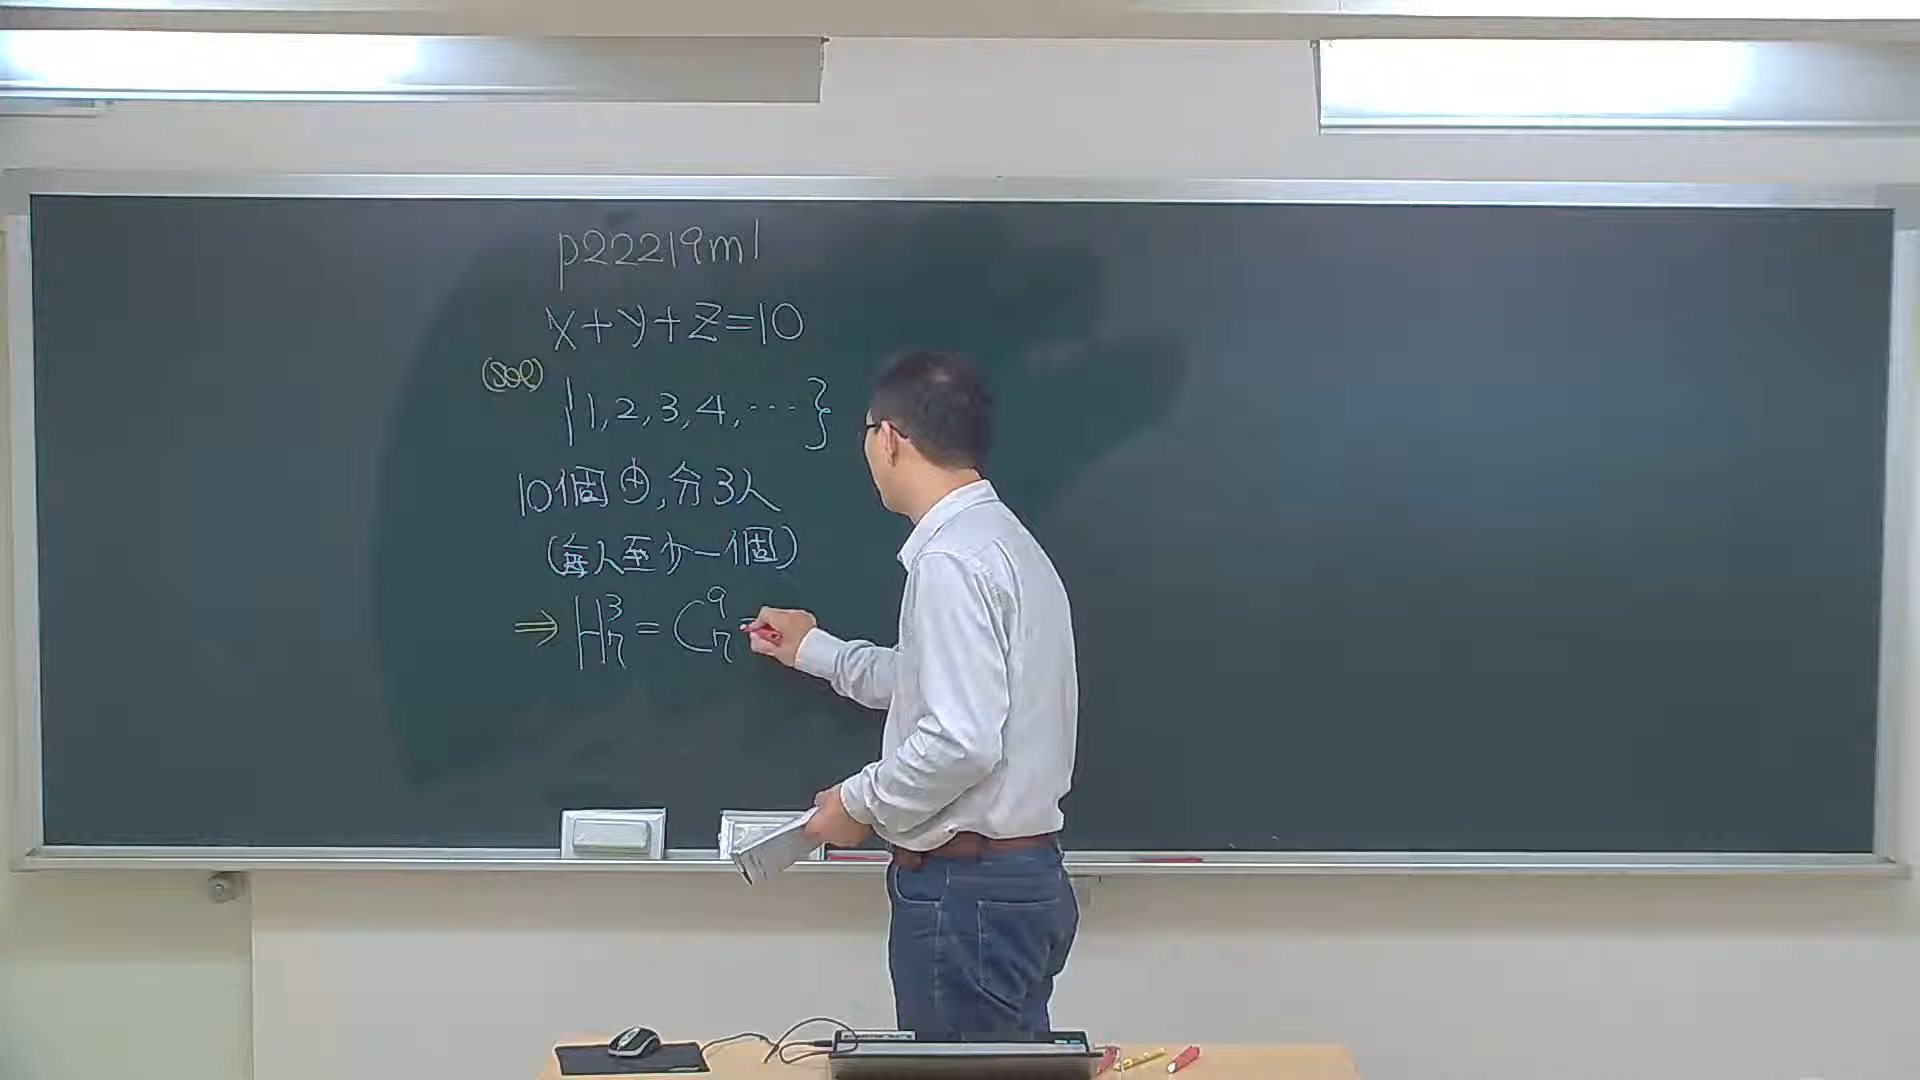 p22219m1
x+y+z=10
(sol)
{1,2,3,4,…}
10個⊕,分3人
(每人至少一個)
⇒ H³₇ = C⁹₇ =